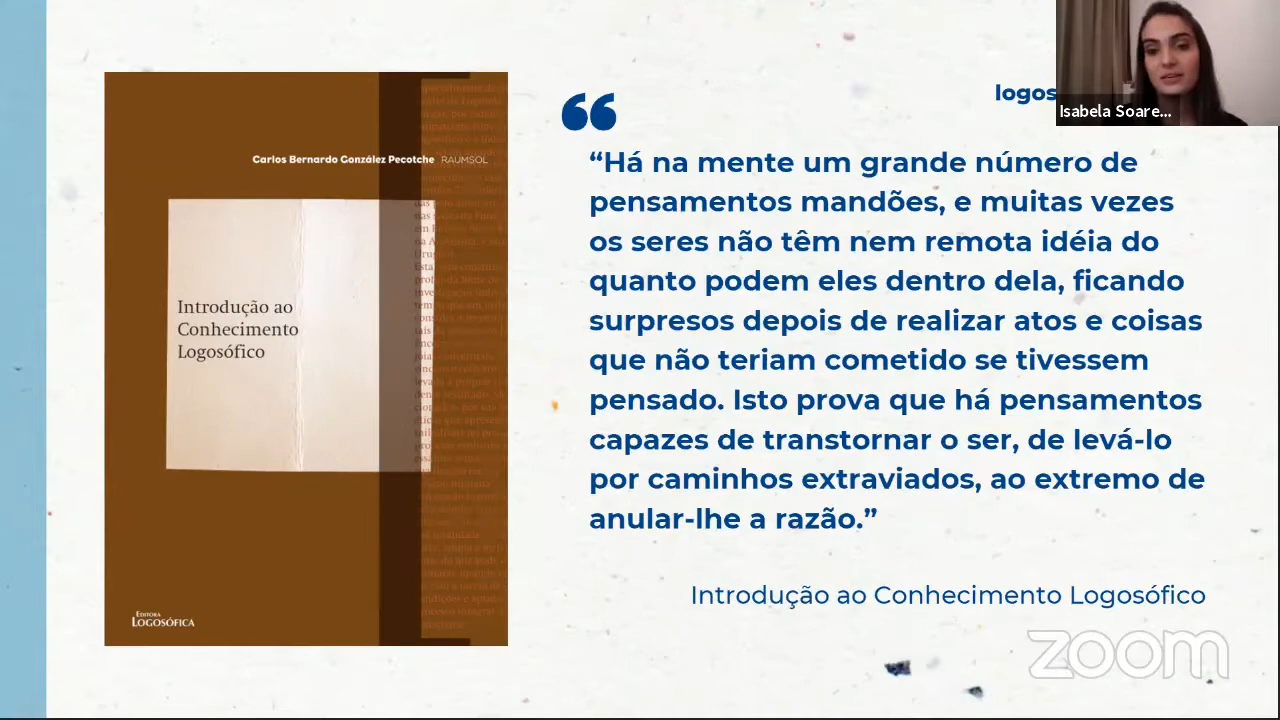 logos
Isabela Soare...
Carlos Bernardo González Pecotche RAUMSOL
Introdução ao
Conhecimento
Logosófico
EDITORA
LOGOSÓFICA
“Há na mente um grande número de
pensamentos mandões, e muitas vezes
os seres não têm nem remota idéia do
quanto podem eles dentro dela, ficando
surpresos depois de realizar atos e coisas
que não teriam cometido se tivessem
pensado. Isto prova que há pensamentos
capazes de transtornar o ser, de levá-lo
por caminhos extraviados, ao extremo de
anular-lhe a razão.”
Introdução ao Conhecimento Logosófico
zoom